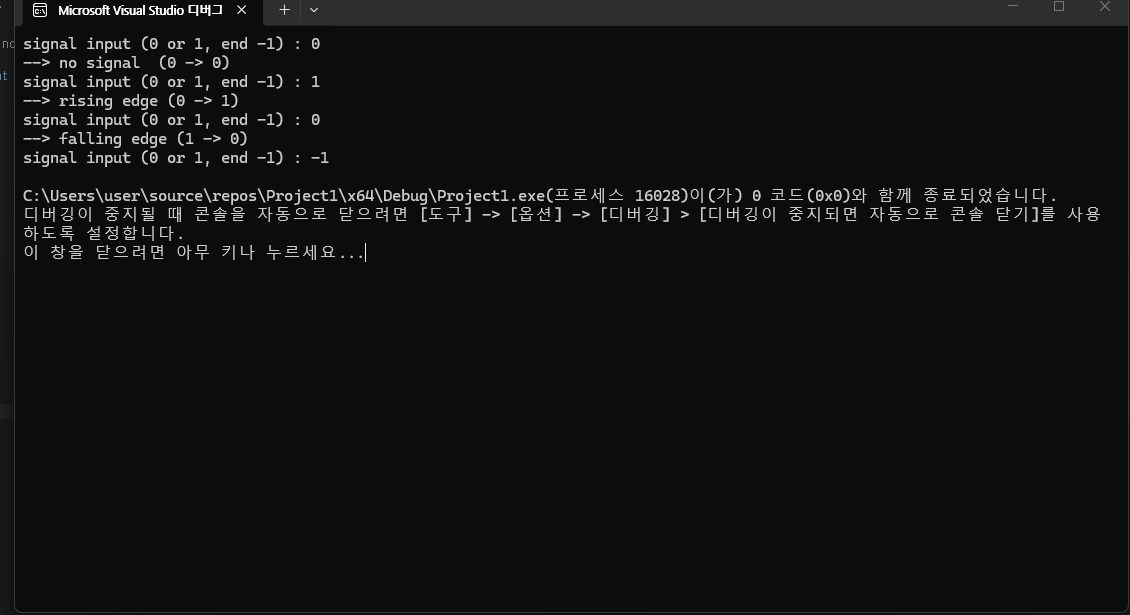 Microsoft Visual Studio 디버그
signal input (0 or 1, end -1) : 0
--> no signal  (0 -> 0)
signal input (0 or 1, end -1) : 1
--> rising edge (0 -> 1)
signal input (0 or 1, end -1) : 0
--> falling edge (1 -> 0)
signal input (0 or 1, end -1) : -1
C:\Users\user\source\repos\Project1\x64\Debug\Project1.exe(프로세스 16028)이(가) 0 코드(0x0)와 함께 종료되었습니다.
디버깅이 중지될 때 콘솔을 자동으로 닫으려면 [도구] -> [옵션] -> [디버깅] > [디버깅이 중지되면 자동으로 콘솔 닫기]를 사용
하도록 설정합니다.
이 창을 닫으려면 아무 키나 누르세요...